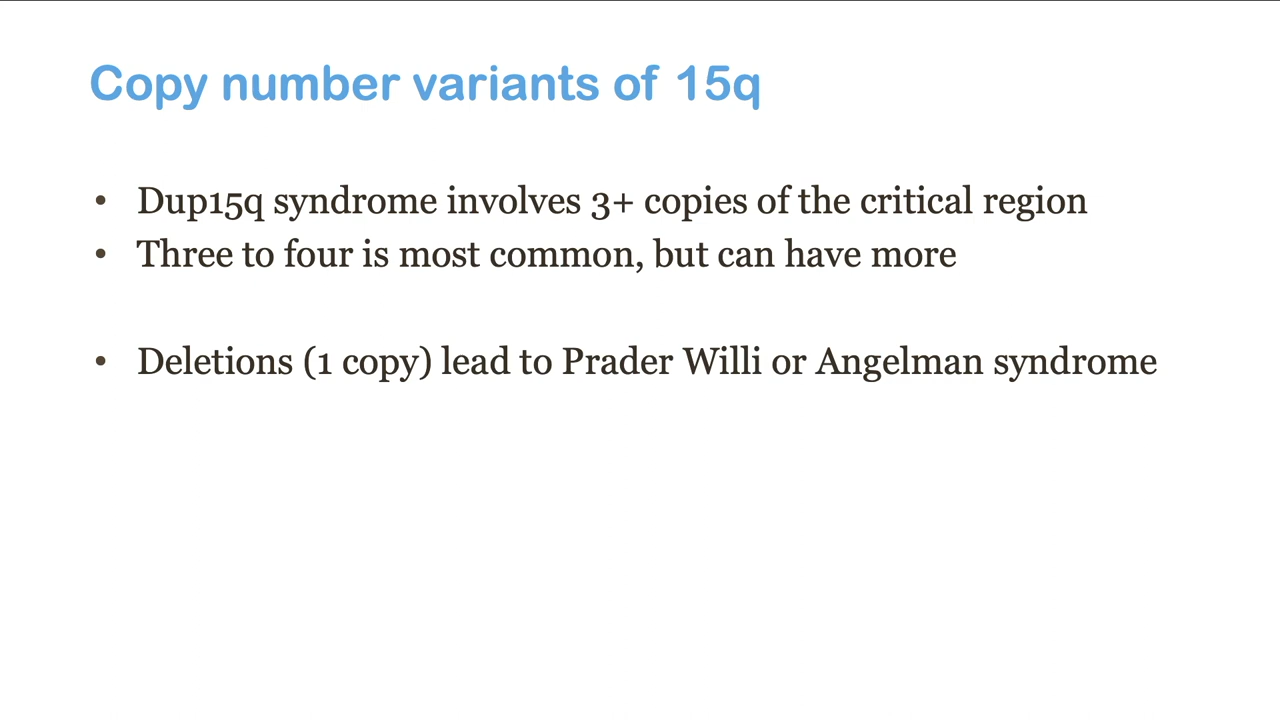 Copy number variants of 15q
• Dup15q syndrome involves 3+ copies of the critical region
• Three to four is most common, but can have more
• Deletions (1 copy) lead to Prader Willi or Angelman syndrome